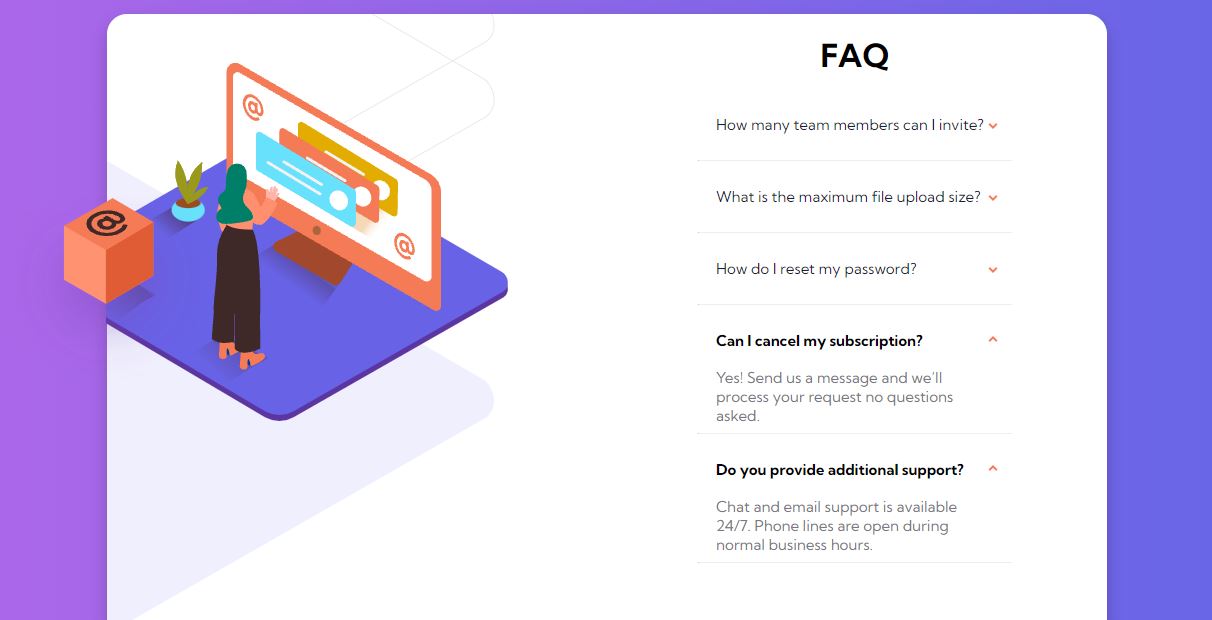 FAQ
How many team members can I invite?
What is the maximum file upload size?
How do I reset my password?
Can I cancel my subscription?
Yes! Send us a message and we’ll
process your request no questions
asked.
Do you provide additional support?
Chat and email support is available
24/7. Phone lines are open during
normal business hours.
@
@
@